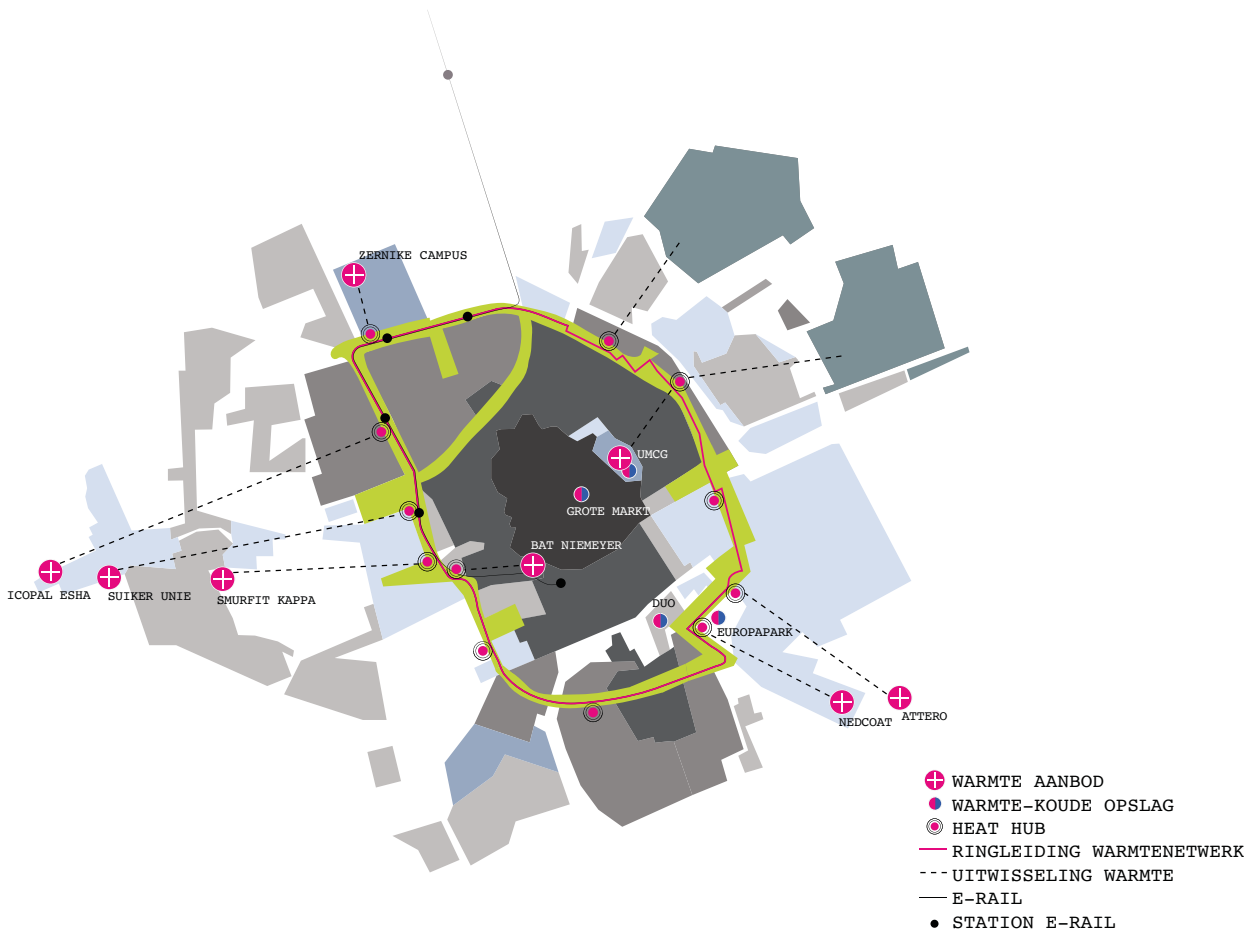 ZERNIKE CAMPUS
UMCG
GROTE MARKT
BAT NIEMEYER
ICOPAL ESHA
SUIKER UNIE
SMURFIT KAPPA
DUO
EUROPAPARK
NEDCOAT
ATTERO
WARMTE AANBOD
WARMTE-KOUDE OPSLAG
HEAT HUB
RINGLEIDING WARMTENETWERK
UITWISSELING WARMTE
E-RAIL
STATION E-RAIL